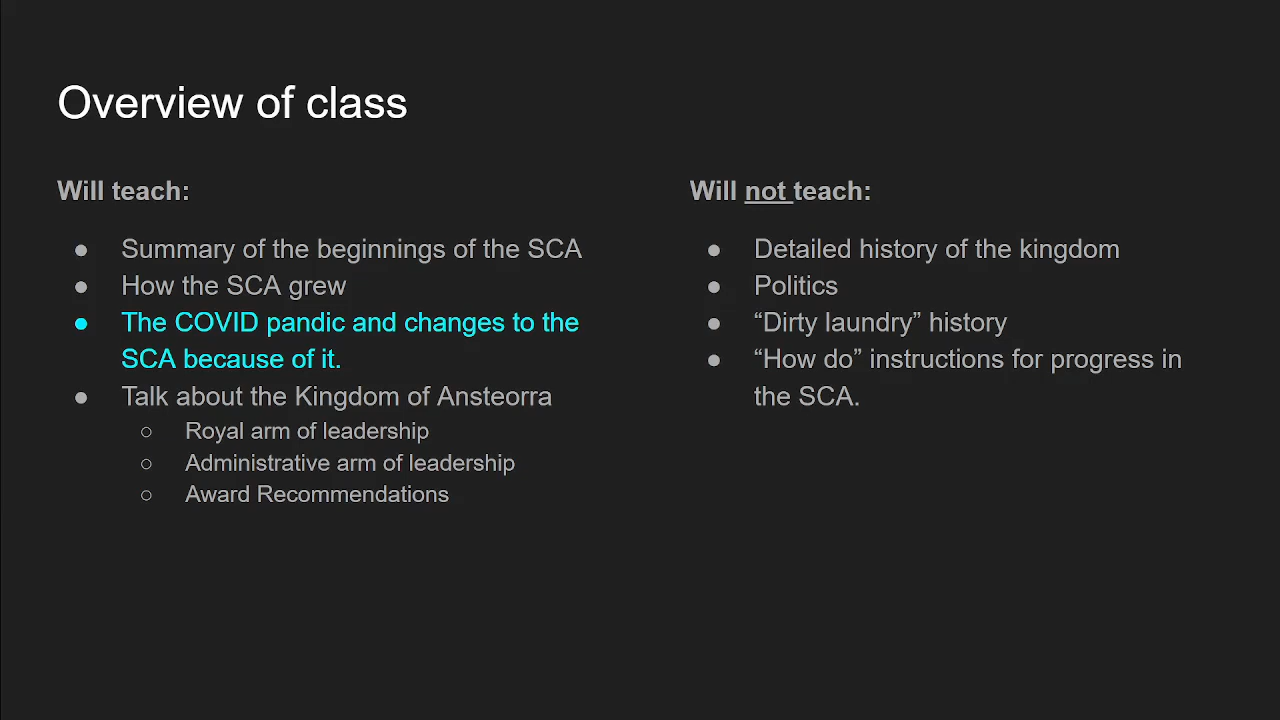 Overview of class
Will teach:
● Summary of the beginnings of the SCA
● How the SCA grew
● The COVID pandic and changes to the
SCA because of it.
● Talk about the Kingdom of Ansteorra
○ Royal arm of leadership
○ Administrative arm of leadership
○ Award Recommendations
Will not teach:
● Detailed history of the kingdom
● Politics
● “Dirty laundry” history
● “How do” instructions for progress in
the SCA.